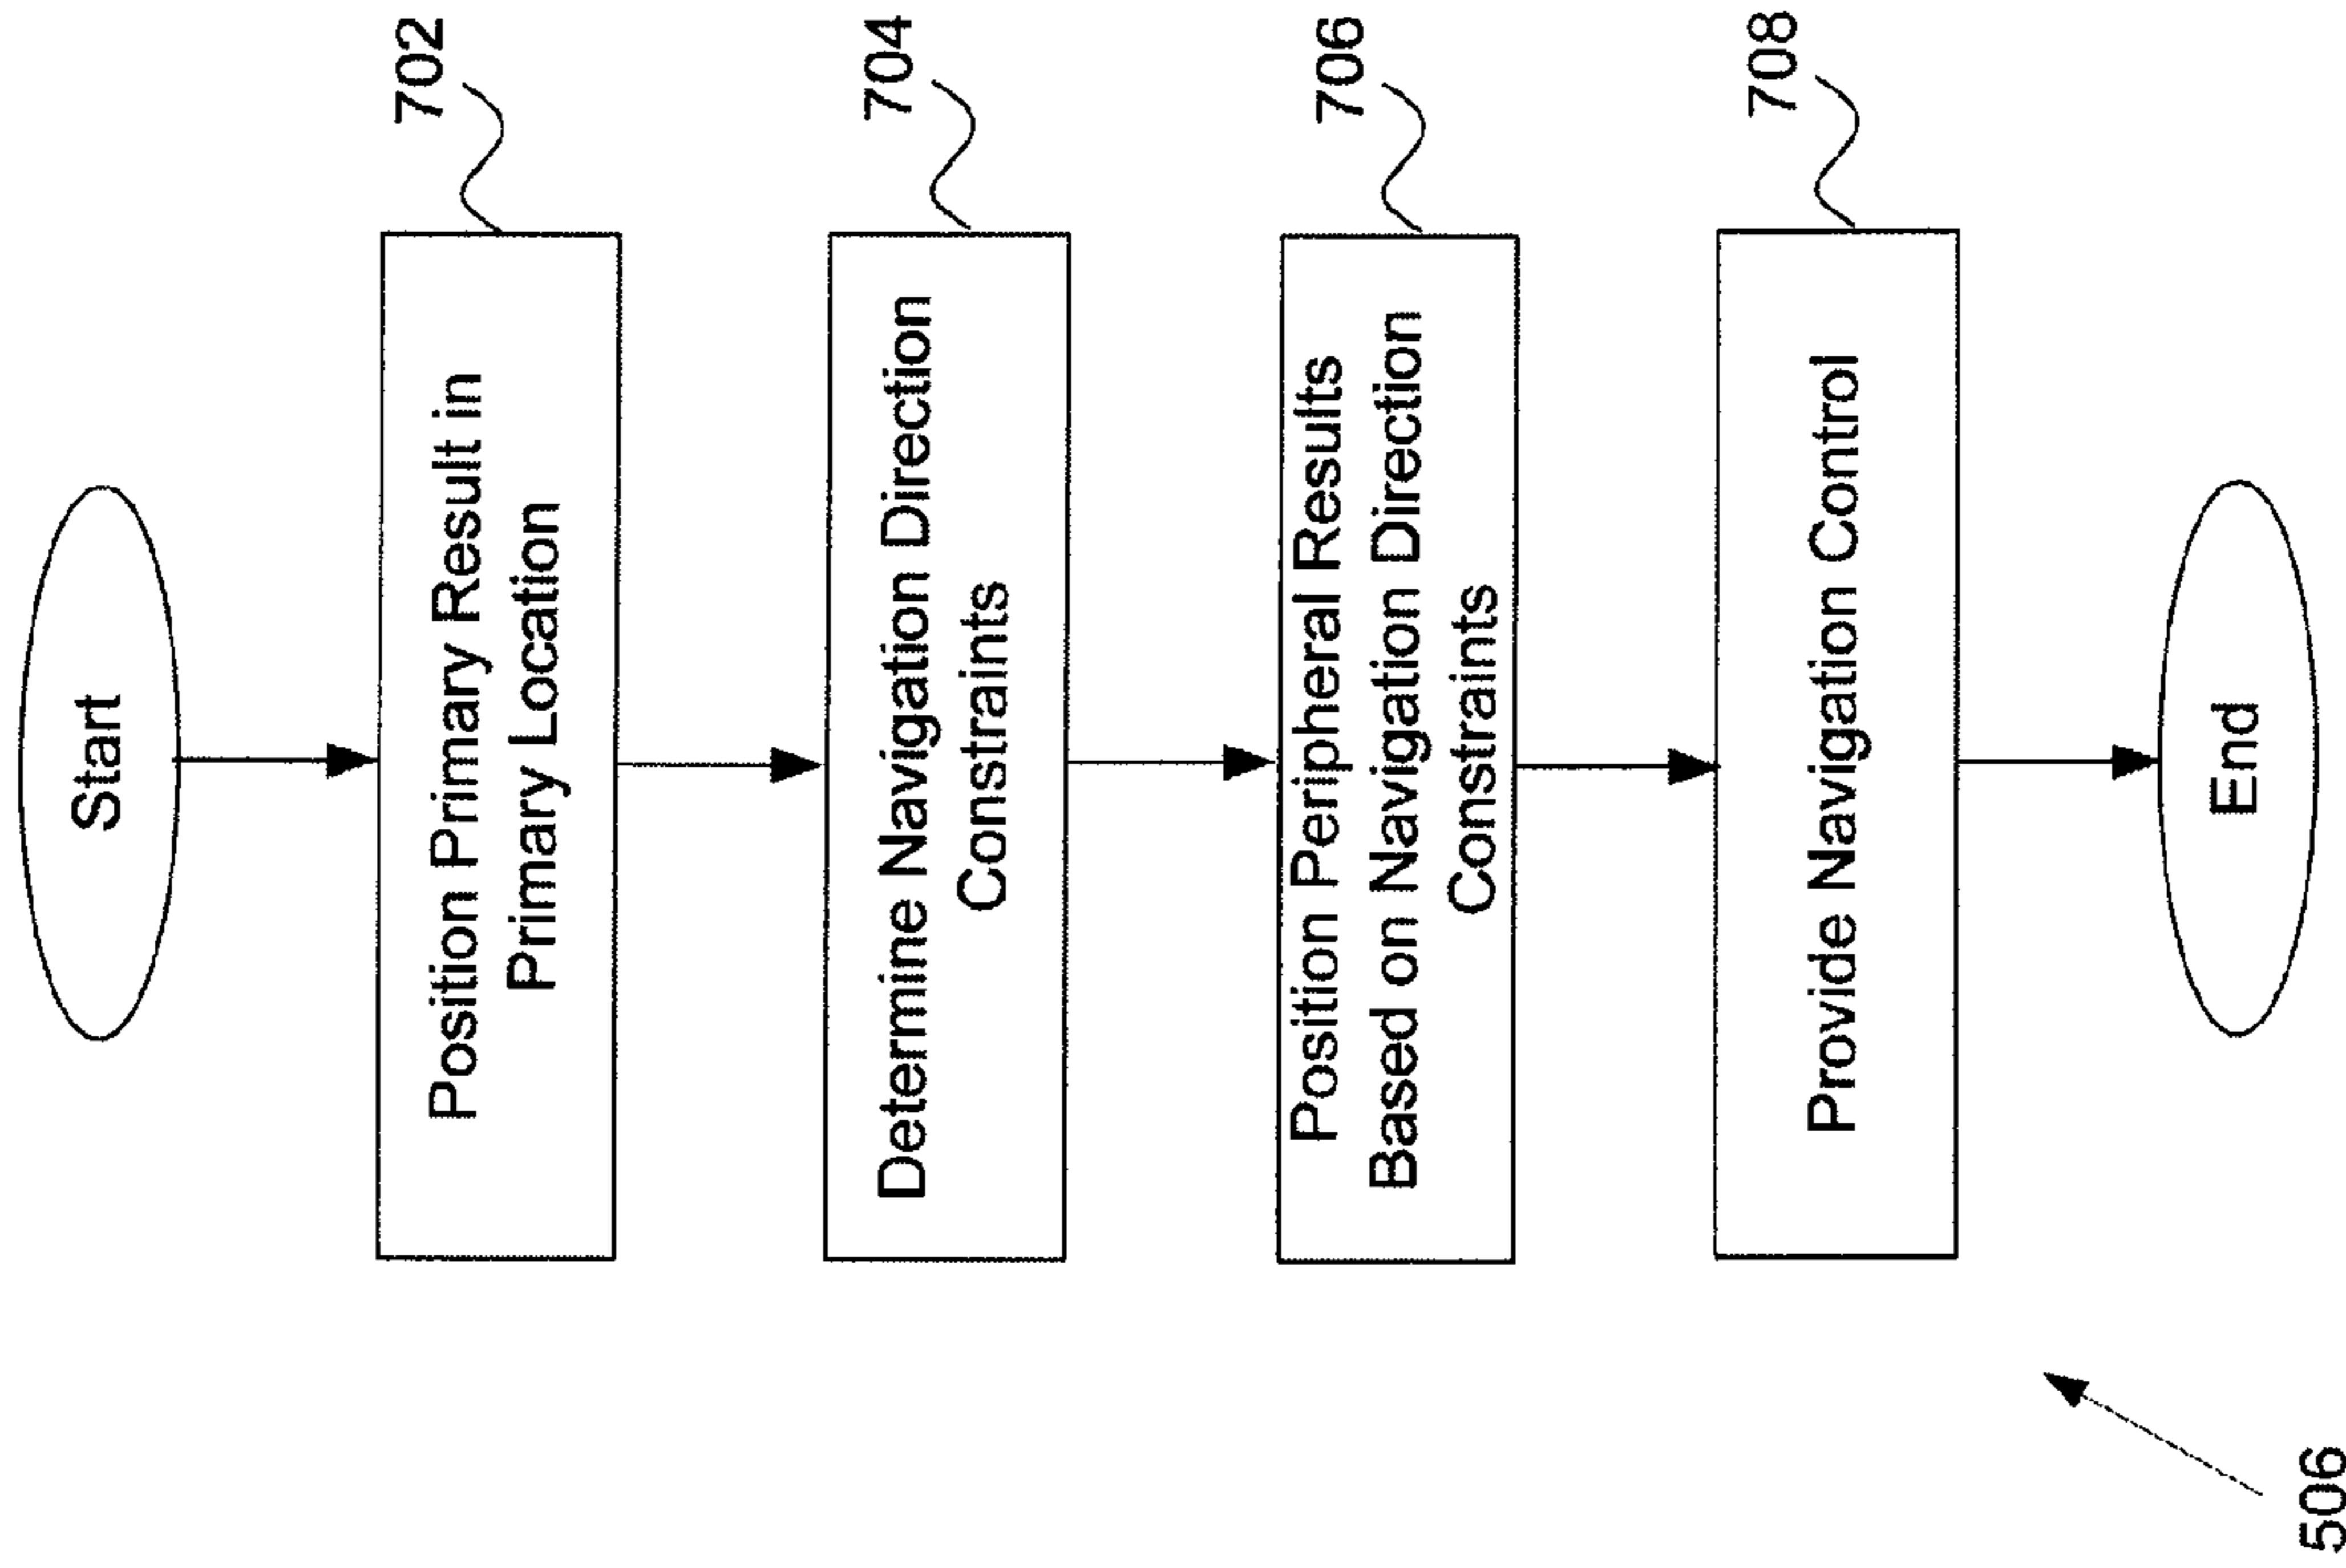 Start
702
Position Primary Result in
Primary Location
704
Determine Navigation Direction
Constraints
706
Position Peripheral Results
Based on Navigation Direction
Constraints
708
Provide Navigation Control
End
506